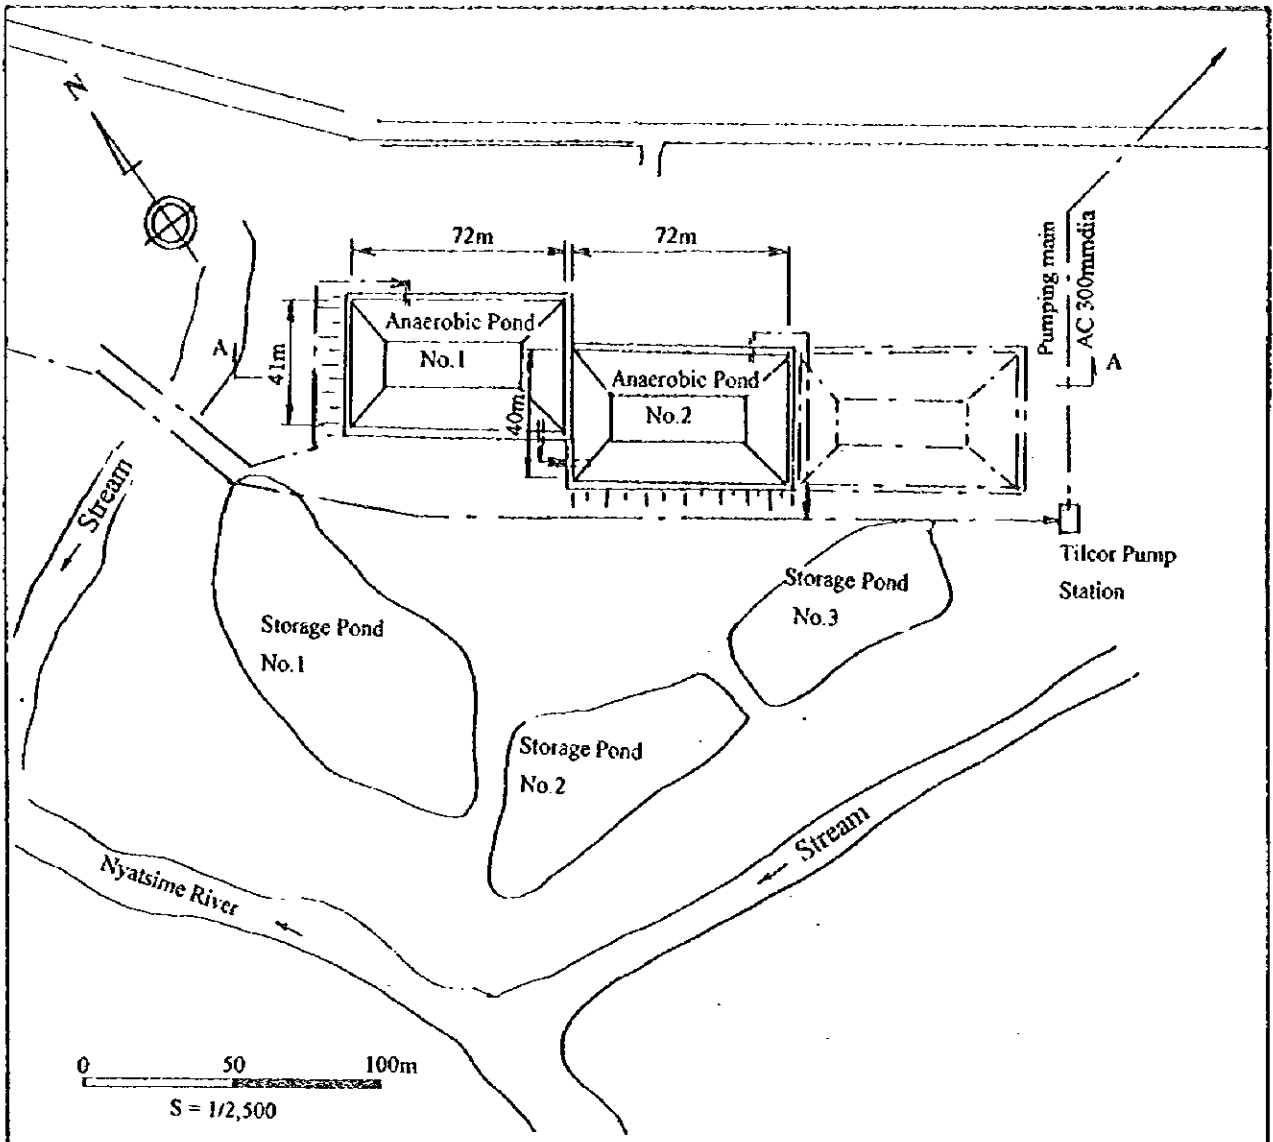 N
72m
72m
Pumping main
AC 300mmdia
Anaerobic Pond
No.1
41m
A
A
Anaerobic Pond
No.2
40m
Stream
Tilcor Pump
Station
Storage Pond
No.3
Storage Pond
No.1
Storage Pond
No.2
Stream
Nyatsime River
0 50 100m
S = 1/2,500